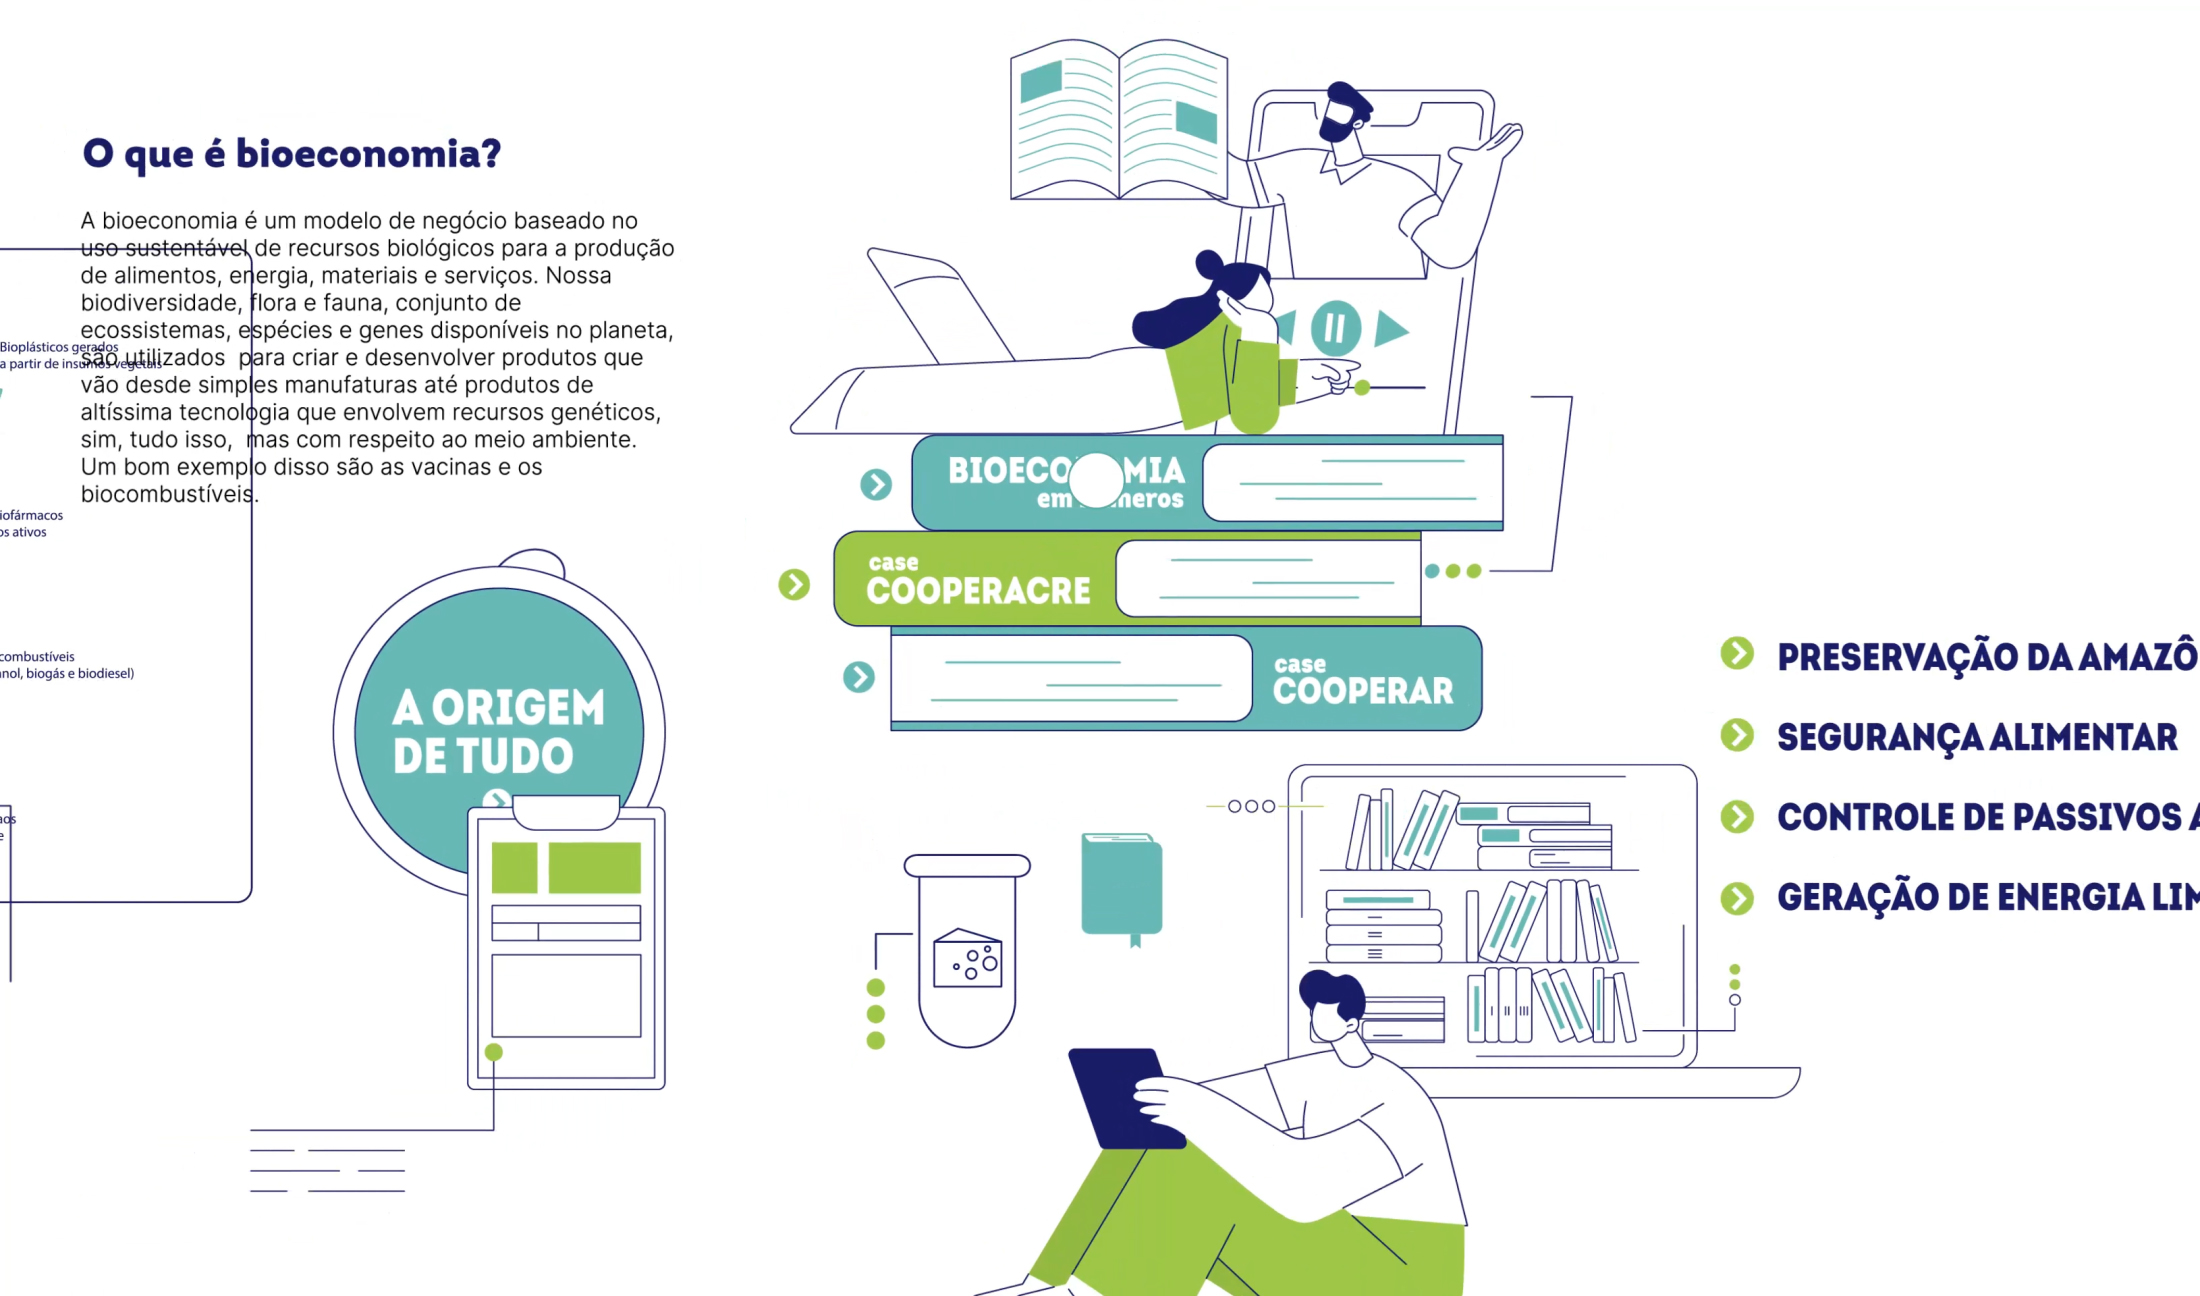 O que é bioeconomia?
A bioeconomia é um modelo de negócio baseado no
uso sustentável de recursos biológicos para a produção
de alimentos, energia, materiais e serviços. Nossa
biodiversidade, flora e fauna, conjunto de
ecossistemas, espécies e genes disponíveis no planeta,
são utilizados para criar e desenvolver produtos que
vão desde simples manufaturas até produtos de
altíssima tecnologia que envolvem recursos genéticos,
sim, tudo isso, mas com respeito ao meio ambiente.
Um bom exemplo disso são as vacinas e os
biocombustíveis.
Bioplásticos gerados
a partir de insumos vegetais
iofármacos
os ativos
combustíveis
nol, biogás e biodiesel)
A ORIGEM
DE TUDO
BIOECO MIA
em meros
case
COOPERACRE
case
COOPERAR
PRESERVAÇÃO DA AMAZÔ
SEGURANÇA ALIMENTAR
CONTROLE DE PASSIVOS A
GERAÇÃO DE ENERGIA LIM